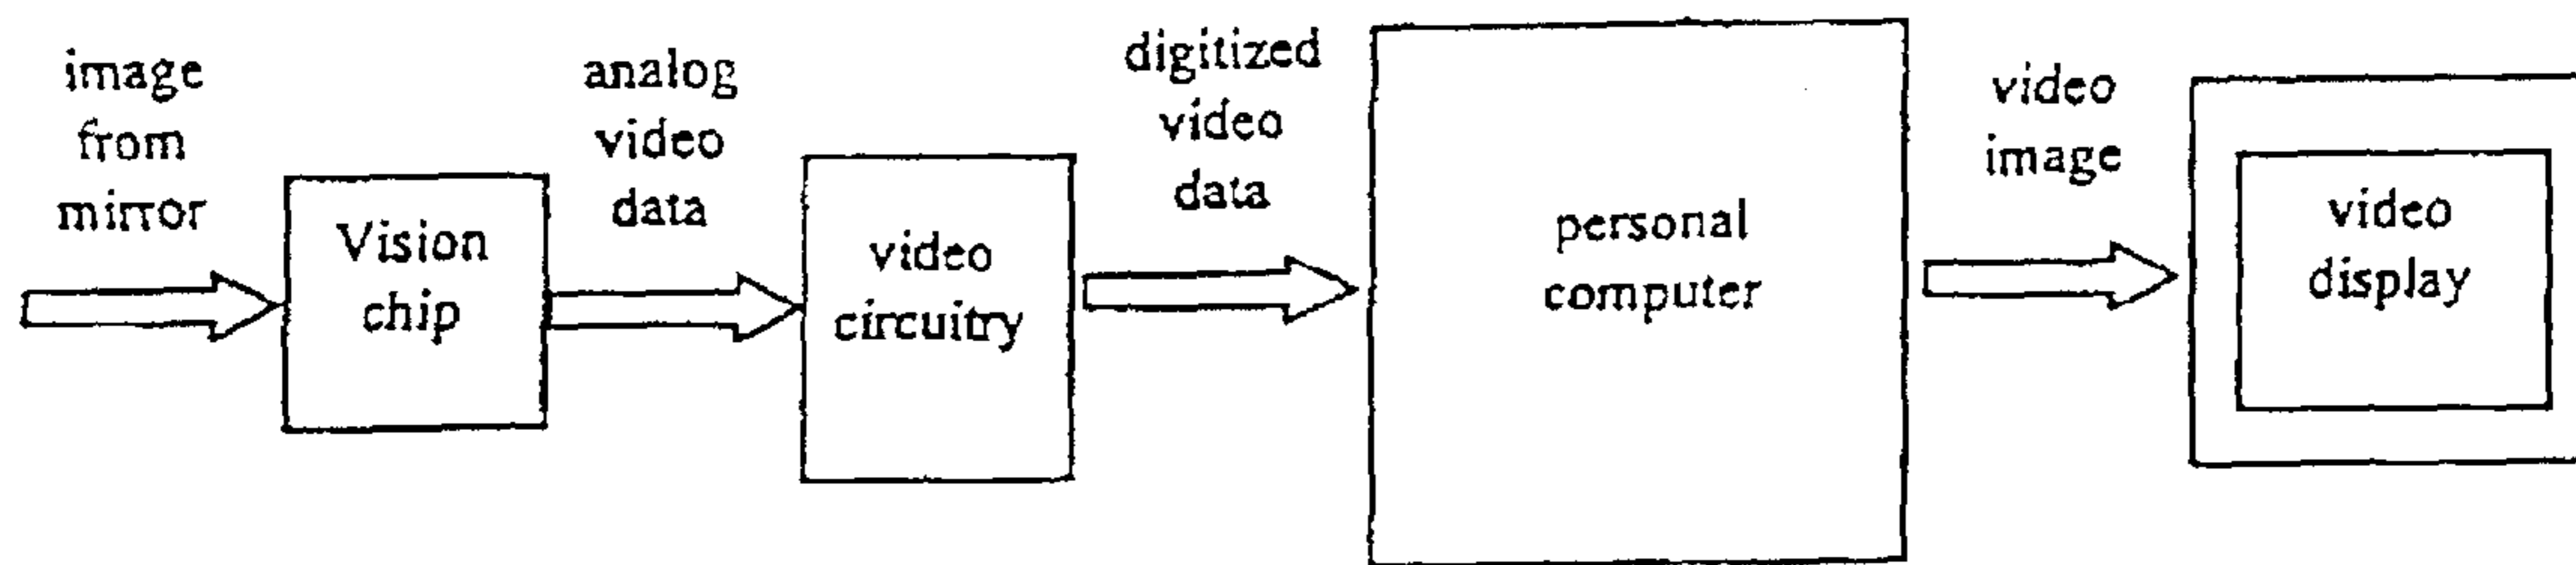 image
from
mirror
Vision
chip
analog
video
data
video
circuitry
digitized
video
data
personal
computer
video
image
video
display